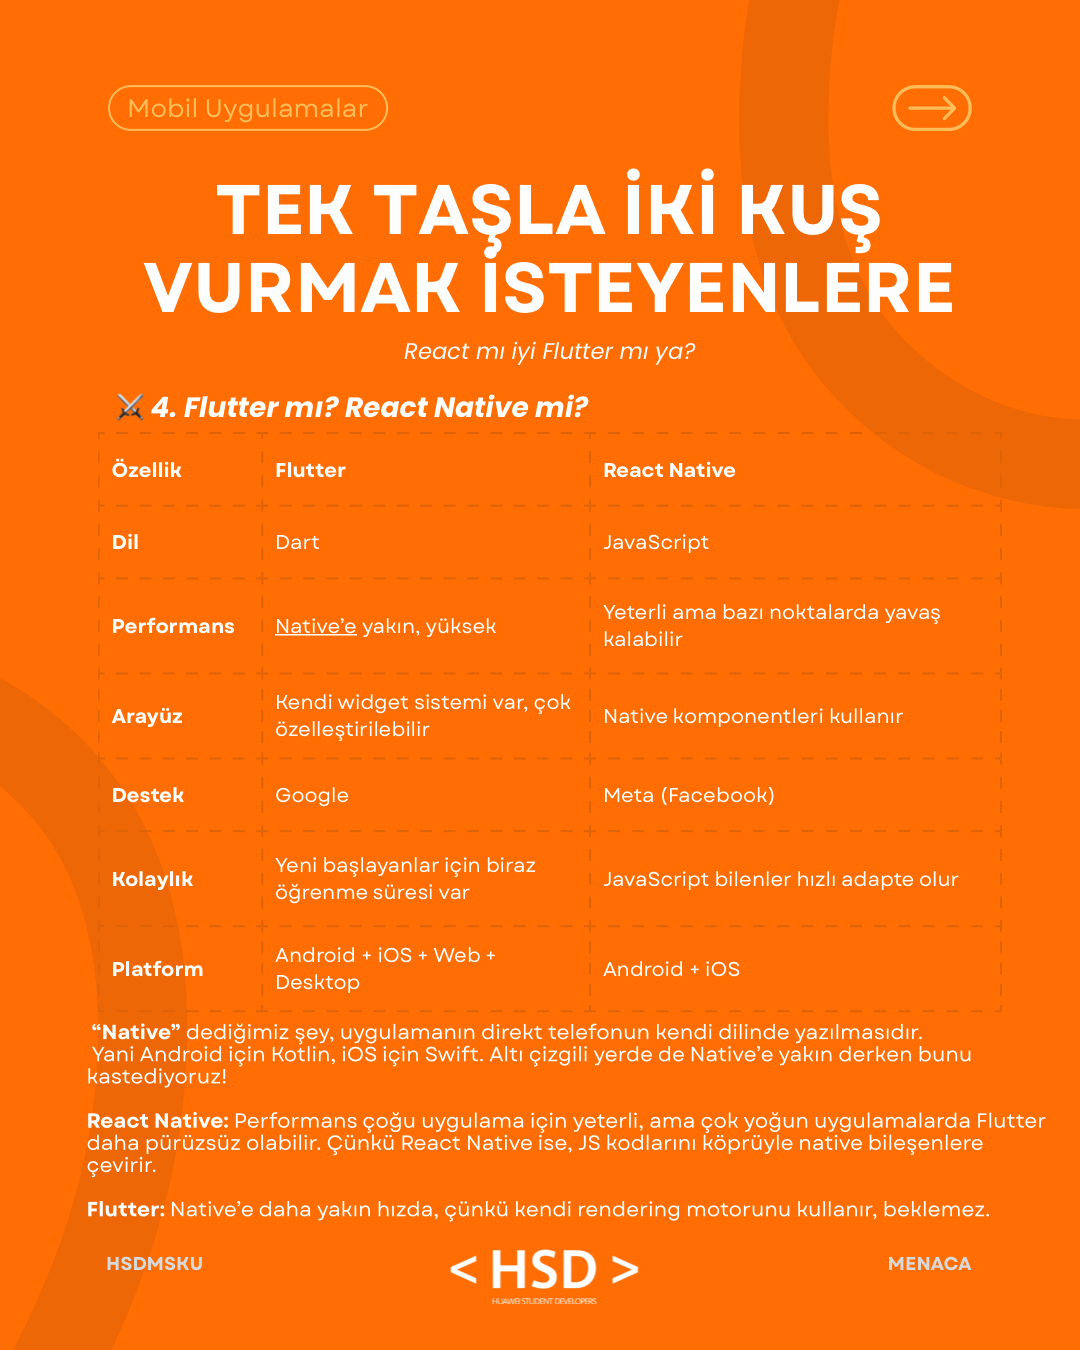 Mobil Uygulamalar
TEK TAŞLA İKİ KUŞ
VURMAK İSTEYENLERE
React mı iyi Flutter mı ya?
⚔️ 4. Flutter mı? React Native mi?
Özellik Flutter React Native
Dil Dart JavaScript
Performans Native’e yakın, yüksek Yeterli ama bazı noktalarda yavaş
kalabilir
Arayüz Kendi widget sistemi var, çok
özelleştirilebilir Native komponentleri kullanır
Destek Google Meta (Facebook)
Kolaylık Yeni başlayanlar için biraz
öğrenme süresi var JavaScript bilenler hızlı adapte olur
Platform Android + iOS + Web +
Desktop Android + iOS
“Native” dediğimiz şey, uygulamanın direkt telefonun kendi dilinde yazılmasıdır.
Yani Android için Kotlin, iOS için Swift. Altı çizgili yerde de Native’e yakın derken bunu
kastediyoruz!
React Native: Performans çoğu uygulama için yeterli, ama çok yoğun uygulamalarda Flutter
daha pürüzsüz olabilir. Çünkü React Native ise, JS kodlarını köprüyle native bileşenlere
çevirir.
Flutter: Native’e daha yakın hızda, çünkü kendi rendering motorunu kullanır, beklemez.
HSDMSKU
< HSD >
HUAWEI STUDENT DEVELOPERS
MENACA